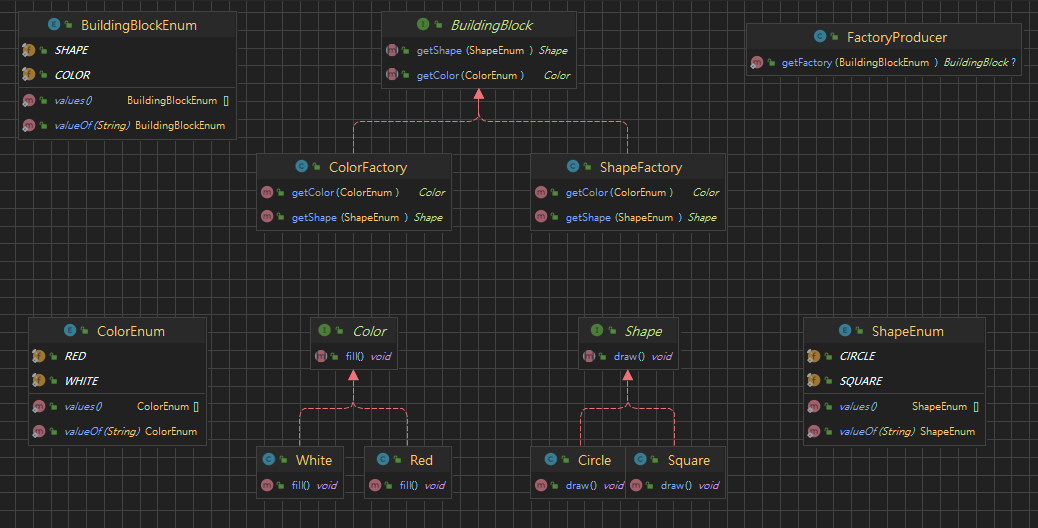 BuildingBlockEnum
SHAPE
COLOR
values() BuildingBlockEnum []
valueOf(String) BuildingBlockEnum
BuildingBlock
getShape (ShapeEnum ) Shape
getColor (ColorEnum ) Color
FactoryProducer
getFactory (BuildingBlockEnum ) BuildingBlock ?
ColorFactory
getColor (ColorEnum ) Color
getShape (ShapeEnum ) Shape
ShapeFactory
getColor (ColorEnum ) Color
getShape (ShapeEnum ) Shape
ColorEnum
RED
WHITE
values() ColorEnum []
valueOf(String) ColorEnum
Color
fill() void
Shape
draw() void
ShapeEnum
CIRCLE
SQUARE
values() ShapeEnum []
valueOf(String) ShapeEnum
White
fill() void
Red
fill() void
Circle
draw() void
Square
draw() void